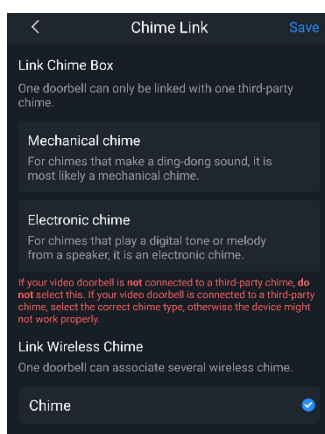 Chime Link Save
Link Chime Box
One doorbell can only be linked with one third-party
chime.
Mechanical chime
For chimes that make a ding-dong sound, it is
most likely a mechanical chime.
Electronic chime
For chimes that play a digital tone or melody
from a speaker, it is an electronic chime.
If your video doorbell is not connected to a third-party chime, do
not select this. If your video doorbell is connected to a third-party
chime, select the correct chime type, otherwise the device might
not work properly.
Link Wireless Chime
One doorbell can associate several wireless chime.
Chime